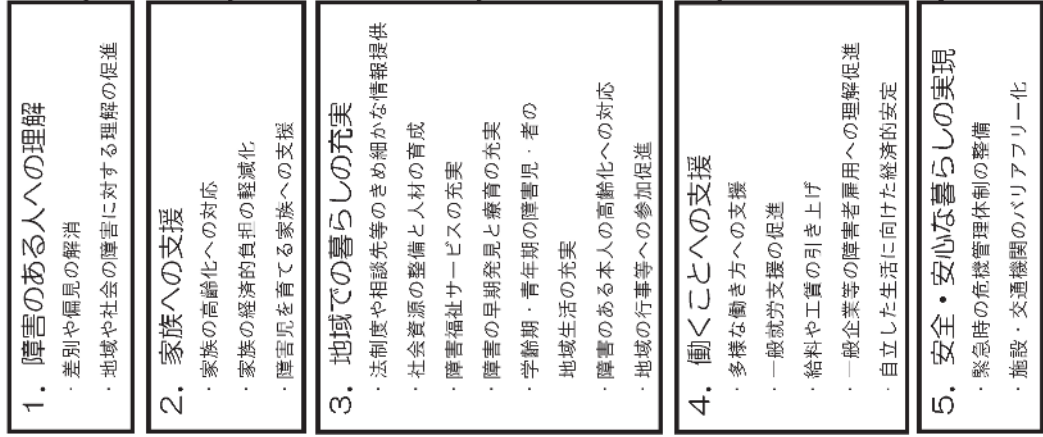 1. 障害のある人への理解
・差別や偏見の解消
・地域や社会の障害に対する理解の促進
2. 家族への支援
・家族の高齢化への対応
・家族の経済的負担の軽減化
・障害児を育てる家族への支援
3. 地域での暮らしの充実
・法制度や相談先等のきめ細かな情報提供
・社会資源の整備と人材の育成
・障害福祉サービスの充実
・障害の早期発見と療育の充実
・学齢期・青年期の障害児・者の
地域生活の充実
・障害のある本人の高齢化への対応
・地域の行事等への参加促進
4. 働くことへの支援
・多様な働き方への支援
・一般就労支援の促進
・給料や工賃の引き上げ
・一般企業等の障害者雇用への理解促進
・自立した生活に向けた経済的安定
5. 安全・安心な暮らしの実現
・緊急時の危機管理体制の整備
・施設・交通機関のバリアフリー化